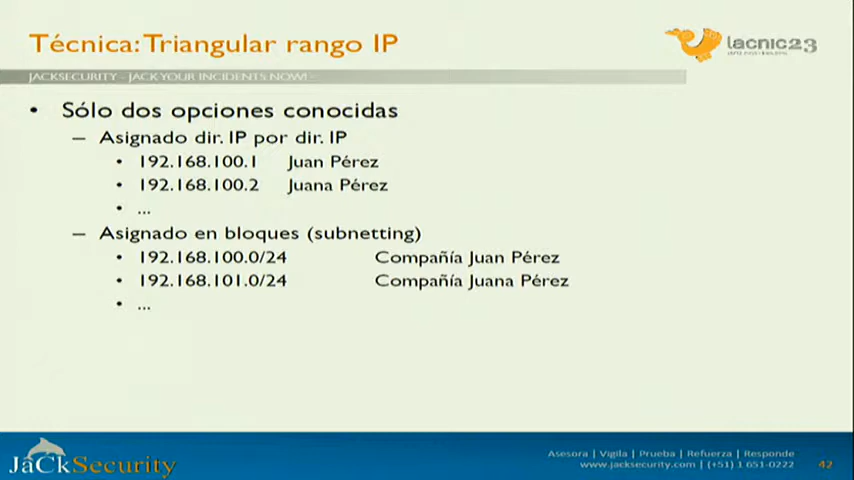 Técnica: Triangular rango IP
lacnic23
JACKSECURITY - JACK YOUR INCIDENTS NOW! -
• Sólo dos opciones conocidas
– Asignado dir. IP por dir. IP
• 192.168.100.1 Juan Pérez
• 192.168.100.2 Juana Pérez
• ...
– Asignado en bloques (subnetting)
• 192.168.100.0/24 Compañía Juan Pérez
• 192.168.101.0/24 Compañía Juana Pérez
• ...
JaCkSecurity
Asesora | Vigila | Prueba | Refuerza | Responde
www.jacksecurity.com | (+51) 1 651-0222
42